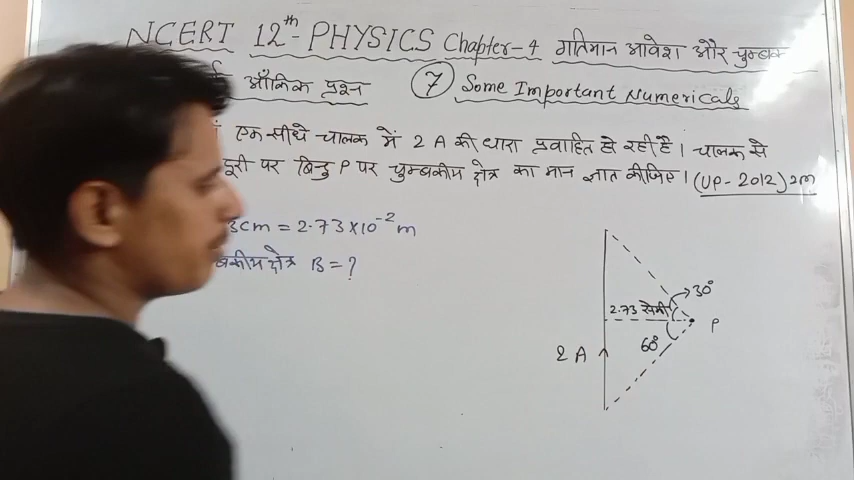 NCERT 12th PHYSICS Chapter-4 गतिमान आवेश और चुम्बक
आँकिक प्रश्न 7 Some Important Numericals
एक सीधे चालक में 2 A की धारा प्रवाहित हो रही है। चालक से
दूरी पर बिन्दु P पर चुम्बकीय क्षेत्र का मान ज्ञात कीजिए। (UP-2012) 2m
3cm = 2.73×10⁻² m
बकीय क्षेत्र B = ?
30°
2.73 सेमी
P
60°
2 A